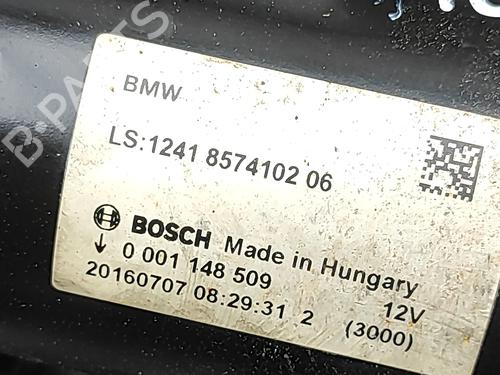 BMW
LS:1241 8574102 06
BOSCH Made in Hungary
0 001 148 509 12V
20160707 08:29:31 2 (3000)
B PARTS